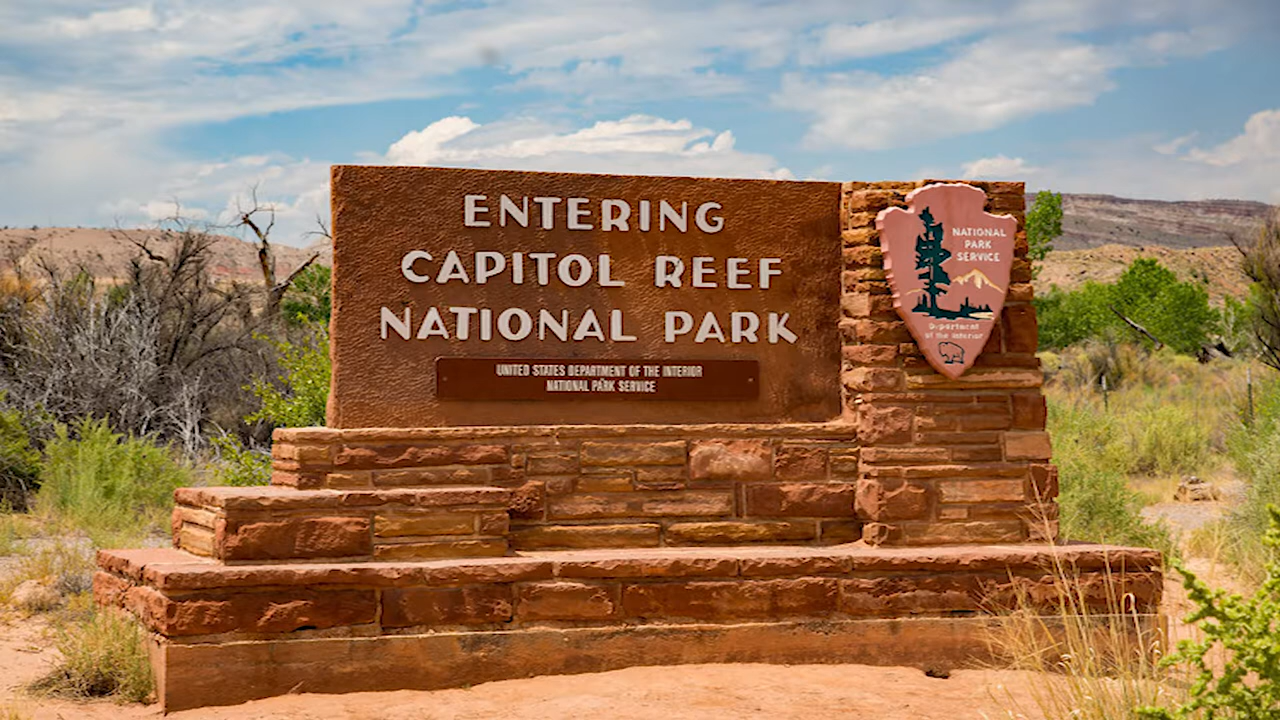 ENTERING
CAPITOL REEF
NATIONAL PARK
UNITED STATES DEPARTMENT OF THE INTERIOR
NATIONAL PARK SERVICE
NATIONAL
PARK
SERVICE
Department
of the Interior